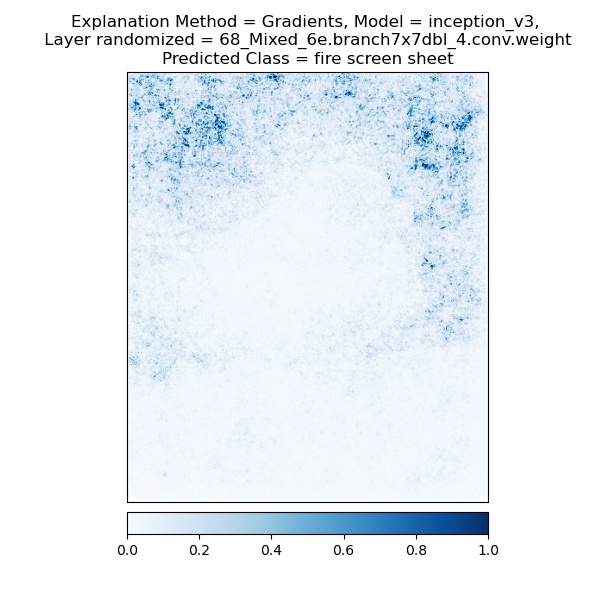 Explanation Method = Gradients, Model = inception_v3,
Layer randomized = 68_Mixed_6e.branch7x7dbl_4.conv.weight
Predicted Class = fire screen sheet
0.0 0.2 0.4 0.6 0.8 1.0